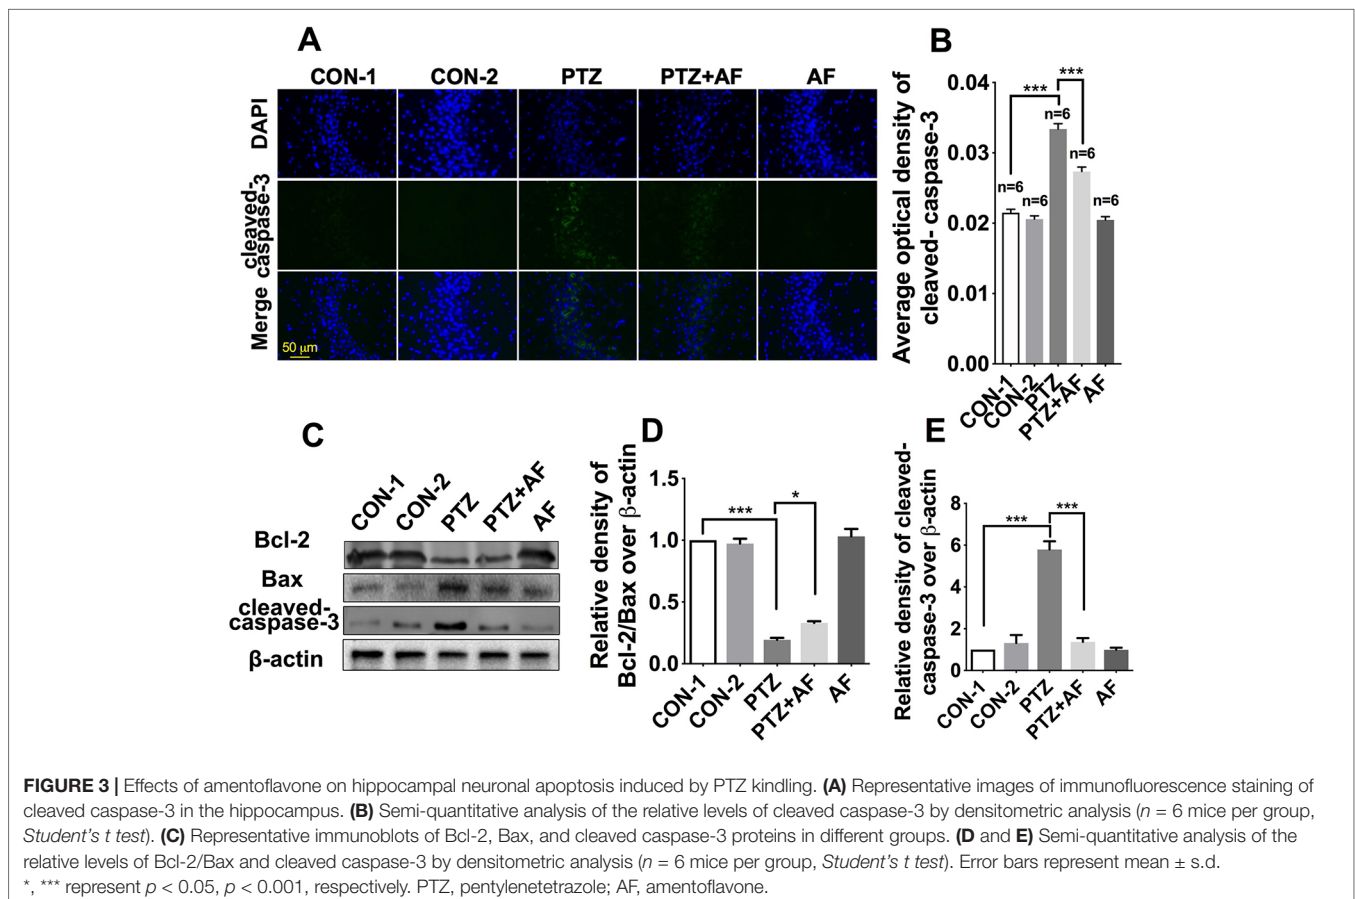 A
CON-1 CON-2 PTZ PTZ+AF AF
DAPI
cleaved-
caspase-3
Merge
50 μm
B
Average optical density of
cleaved- caspase-3
0.04
0.03
0.02
0.01
0.00
*** ***
n=6 n=6 n=6 n=6 n=6
CON-1 CON-2 PTZ PTZ+AF AF
C
CON-1 CON-2 PTZ PTZ+AF AF
Bcl-2
Bax
cleaved-
caspase-3
β-actin
D
Relative density of
Bcl-2/Bax over β-actin
1.5
1.0
0.5
0.0
*** *
CON-1 CON-2 PTZ PTZ+AF AF
E
Relative density of cleaved-
caspase-3 over β-actin
8
6
4
2
0
*** ***
CON-1 CON-2 PTZ PTZ+AF AF
FIGURE 3 | Effects of amentoflavone on hippocampal neuronal apoptosis induced by PTZ kindling. (A) Representative images of immunofluorescence staining of
cleaved caspase-3 in the hippocampus. (B) Semi-quantitative analysis of the relative levels of cleaved caspase-3 by densitometric analysis (n = 6 mice per group,
Student's t test). (C) Representative immunoblots of Bcl-2, Bax, and cleaved caspase-3 proteins in different groups. (D and E) Semi-quantitative analysis of the
relative levels of Bcl-2/Bax and cleaved caspase-3 by densitometric analysis (n = 6 mice per group, Student's t test). Error bars represent mean ± s.d.
*, *** represent p < 0.05, p < 0.001, respectively. PTZ, pentylenetetrazole; AF, amentoflavone.